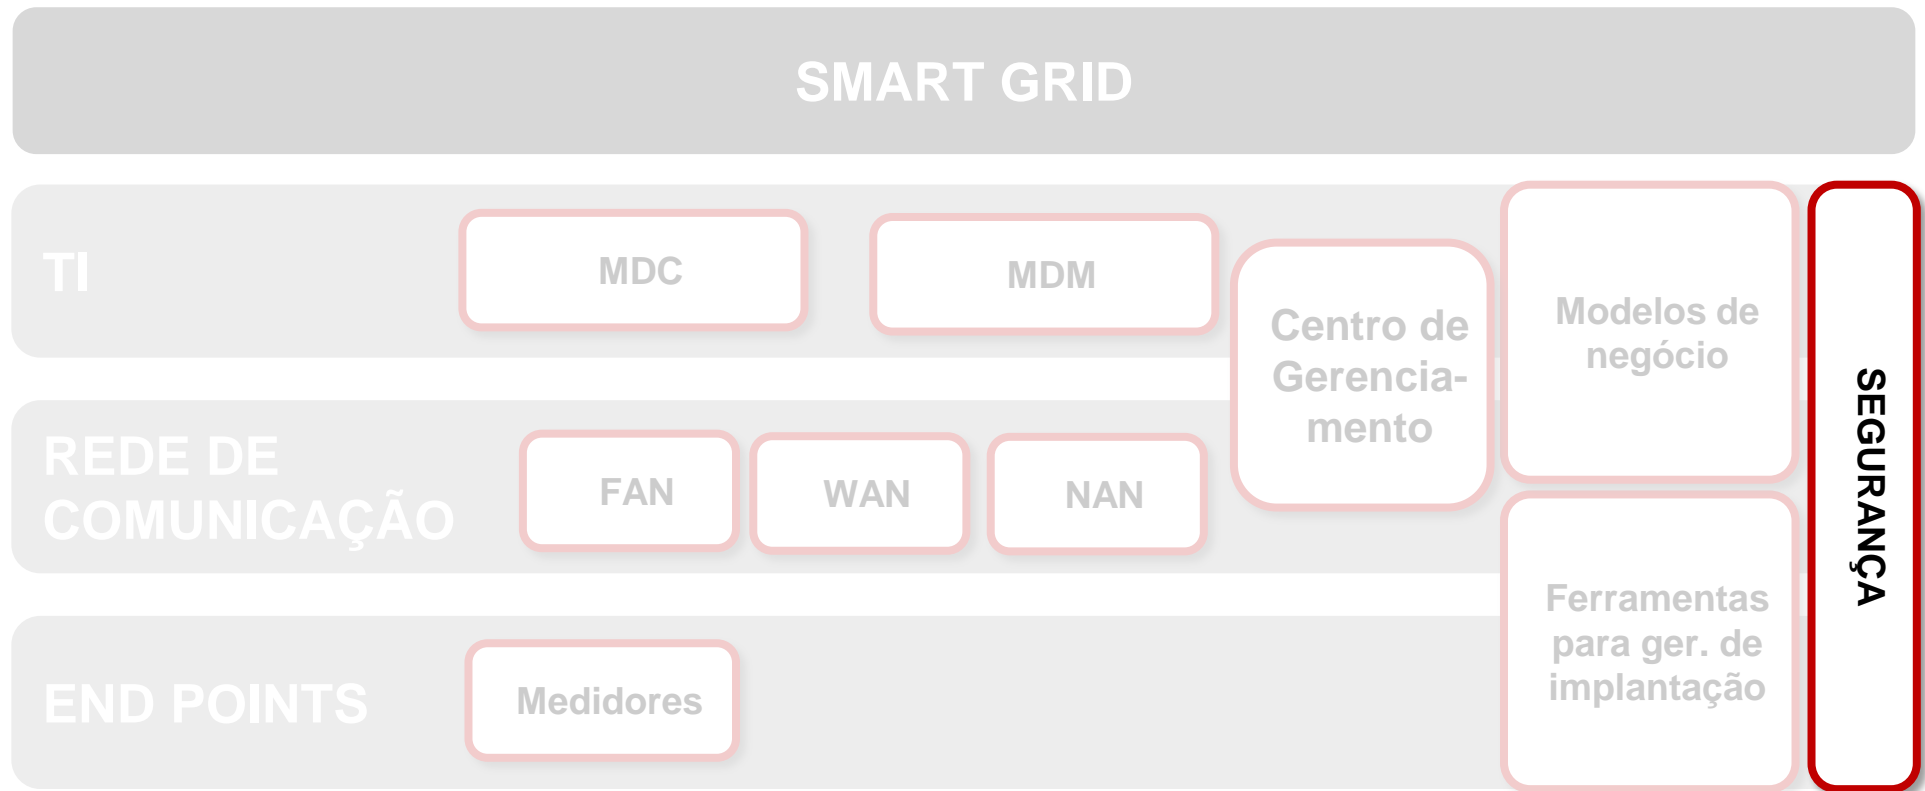 SMART GRID
TI
MDC
MDM
Centro de
Gerencia-
mento
Modelos de
negócio
SEGURANÇA
REDE DE
COMUNICAÇÃO
FAN
WAN
NAN
Ferramentas
para ger. de
implantação
END POINTS
Medidores